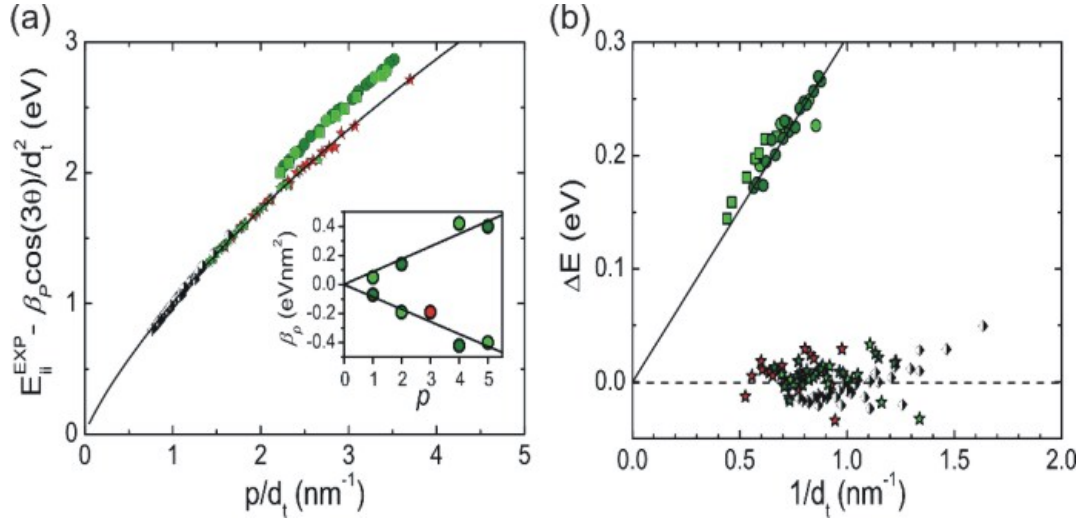 (a)
3
2
1
0
E_ii^EXP - β_P cos(3θ)/d_t^2 (eV)
0 1 2 3 4 5
p/d_t (nm^-1)
0.4
0.2
0.0
-0.2
-0.4
β_ρ (eVnm^2)
0 1 2 3 4 5
p
(b)
0.3
0.2
0.1
0.0
ΔE (eV)
0.0 0.5 1.0 1.5 2.0
1/d_t (nm^-1)